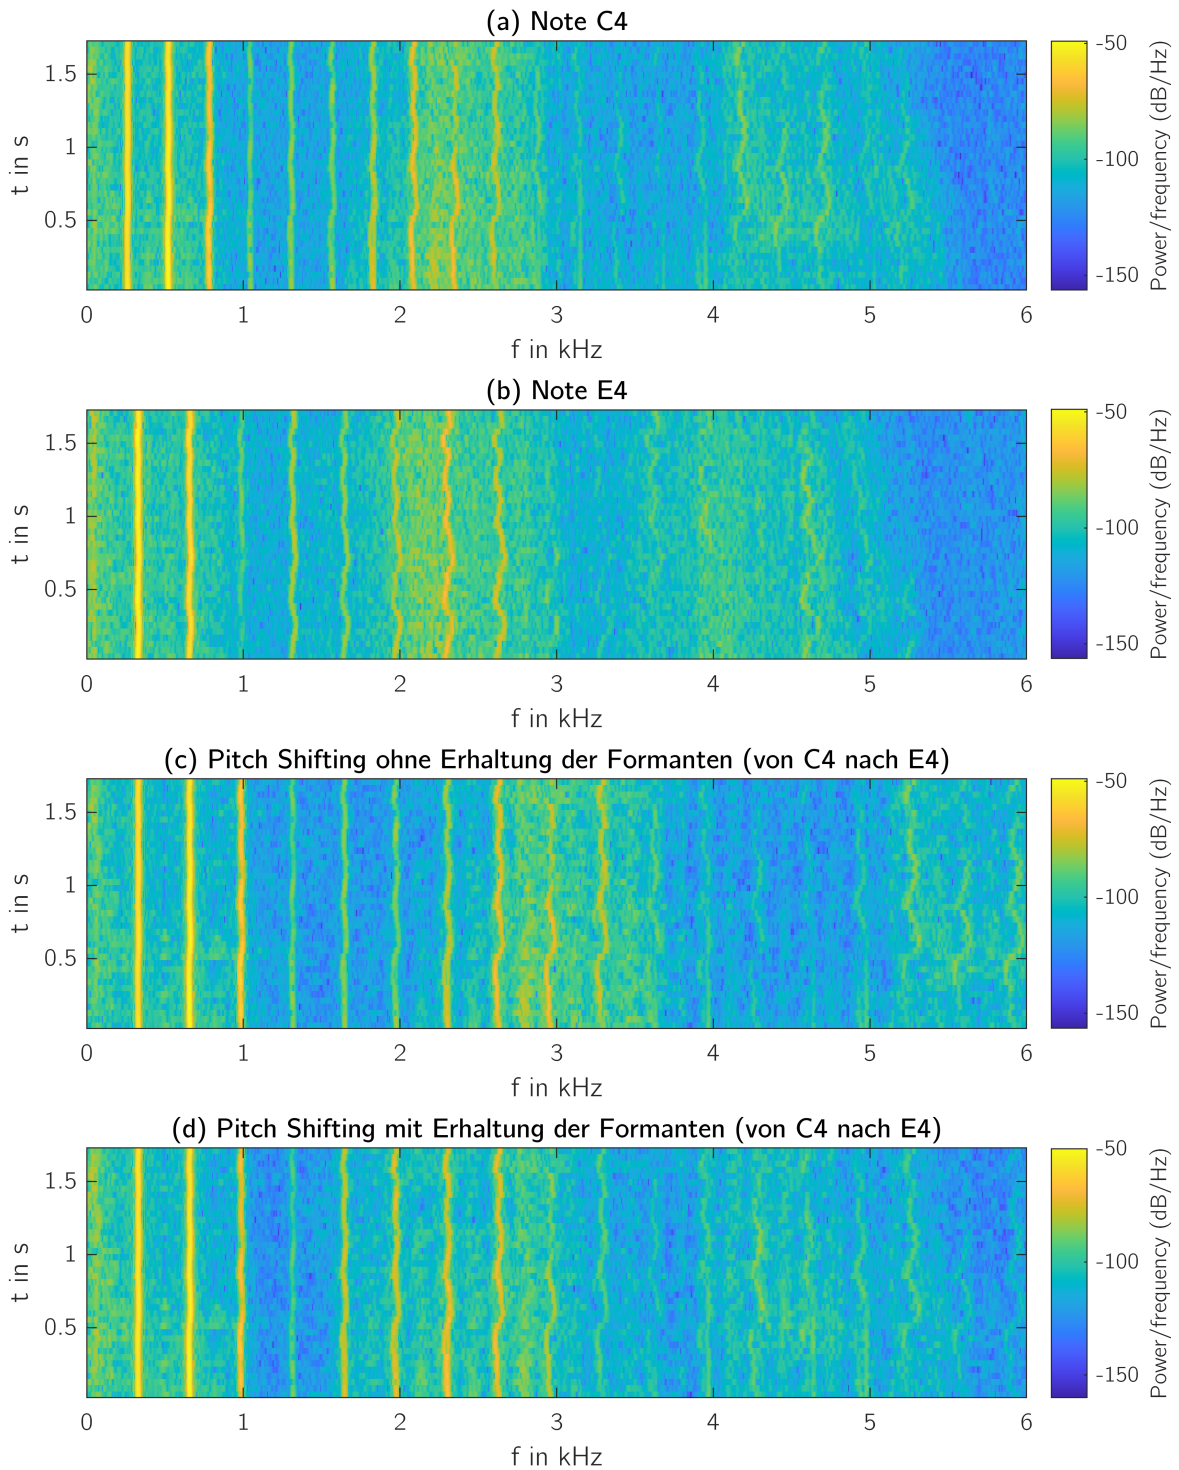 (a) Note C4
1.5
1
0.5
t in s
0 1 2 3 4 5 6
f in kHz
-50
-100
-150
Power/frequency (dB/Hz)
(b) Note E4
1.5
1
0.5
t in s
0 1 2 3 4 5 6
f in kHz
-50
-100
-150
Power/frequency (dB/Hz)
(c) Pitch Shifting ohne Erhaltung der Formanten (von C4 nach E4)
1.5
1
0.5
t in s
0 1 2 3 4 5 6
f in kHz
-50
-100
-150
Power/frequency (dB/Hz)
(d) Pitch Shifting mit Erhaltung der Formanten (von C4 nach E4)
1.5
1
0.5
t in s
0 1 2 3 4 5 6
f in kHz
-50
-100
-150
Power/frequency (dB/Hz)